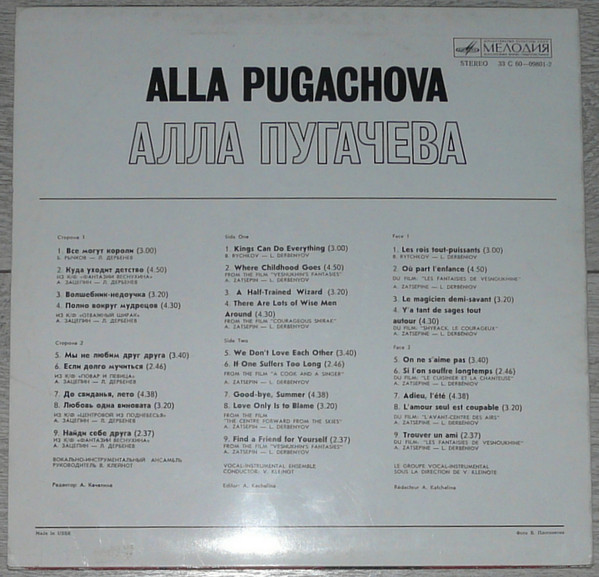 МЕЛОДИЯ
STEREO 33 С 60—09801-2
ALLA PUGACHOVA
АЛЛА ПУГАЧЕВА
Сторона 1
1. Все могут короли (3.00)
Б. РЫЧКОВ — Л. ДЕРБЕНЕВ
2. Куда уходит детство (4.50)
ИЗ К/Ф «ФАНТАЗИИ ВЕСНУХИНА»
А. ЗАЦЕПИН — Л. ДЕРБЕНЕВ
3. Волшебник-недоучка (3.20)
4. Полно вокруг мудрецов (4.30)
ИЗ К/Ф «ОТВАЖНЫЙ ШИРАК»
А. ЗАЦЕПИН — Л. ДЕРБЕНЕВ
Сторона 2
5. Мы не любим друг друга (3.40)
6. Если долго мучиться (2.46)
ИЗ К/Ф «ПОВАР И ПЕВИЦА»
А. ЗАЦЕПИН — Л. ДЕРБЕНЕВ
7. До свиданья, лето (4.38)
8. Любовь одна виновата (3.20)
ИЗ К/Ф «ЦЕНТРОВОЙ ИЗ ПОДНЕБЕСЬЯ»
А. ЗАЦЕПИН — Л. ДЕРБЕНЕВ
9. Найди себе друга (2.37)
ИЗ К/Ф «ФАНТАЗИИ ВЕСНУХИНА»
А. ЗАЦЕПИН — Л. ДЕРБЕНЕВ
ВОКАЛЬНО-ИНСТРУМЕНТАЛЬНЫЙ АНСАМБЛЬ
РУКОВОДИТЕЛЬ В. КЛЕЙНОТ
Редактор А. Качалина
Side One
1. Kings Can Do Everything (3.00)
B. RYCHKOV — L. DERBENYOV
2. Where Childhood Goes (4.50)
FROM THE FILM "VESNUKHIN'S FANTASIES"
A. ZATSEPIN — L. DERBENYOV
3. A Half-Trained Wizard (3.20)
4. There Are Lots of Wise Men
Around (4.30)
FROM THE FILM "COURAGEOUS SHIRAK"
A. ZATSEPIN — L. DERBENYOV
Side Two
5. We Don't Love Each Other (3.40)
6. If One Suffers Too Long (2.46)
FROM THE FILM "A COOK AND A SINGER"
A. ZATSEPIN — L. DERBENYOV
7. Good-bye, Summer (4.38)
8. Love Only Is to Blame (3.20)
FROM THE FILM
"THE CENTRE FORWARD FROM THE SKIES"
A. ZATSEPIN — L. DERBENYOV
9. Find a Friend for Yourself (2.37)
FROM THE FILM "VESNUKHIN'S FANTASIES"
A. ZATSEPIN — L. DERBENYOV
VOCAL-INSTRUMENTAL ENSEMBLE
CONDUCTOR: V. KLEINOT
Editor: A. Kachalina
Face 1
1. Les rois tout-puissants (3.00)
B. RYTCHKOV — L. DERBENIOV
2. Où part l'enfance (4.50)
DU FILM: "LES FANTAISIES DE VESNOUKHINE"
A. ZATSEPINE — L. DERBENIOV
3. Le magicien demi-savant (3.20)
4. Y'a tant de sages tout
autour (4.30)
DU FILM: "SHYRACK, LE COURAGEUX"
A. ZATSEPINE — L. DERBENIOV
Face 2
5. On ne s'aime pas (3.40)
6. Si l'on souffre longtemps (2.46)
DU FILM: "LE CUISINIER ET LA CHANTEUSE"
A. ZATSEPINE — L. DERBENIOV
7. Adieu, l'été (4.38)
8. L'amour seul est coupable (3.20)
DU FILM: "L'AVANT-CENTRE DES AIRS"
A. ZATSEPINE — L. DERBENIOV
9. Trouver un ami (2.37)
DU FILM: "LES FANTAISIES DE VESNOUKHINE"
A. ZATSEPINE — L. DERBENIOV
LE GROUPE VOCAL-INSTRUMENTAL
SOUS LA DIRECTION DE V. KLEINOTE
Rédacteur A. Katchalina
Made in USSR
Фото В. Плотникова